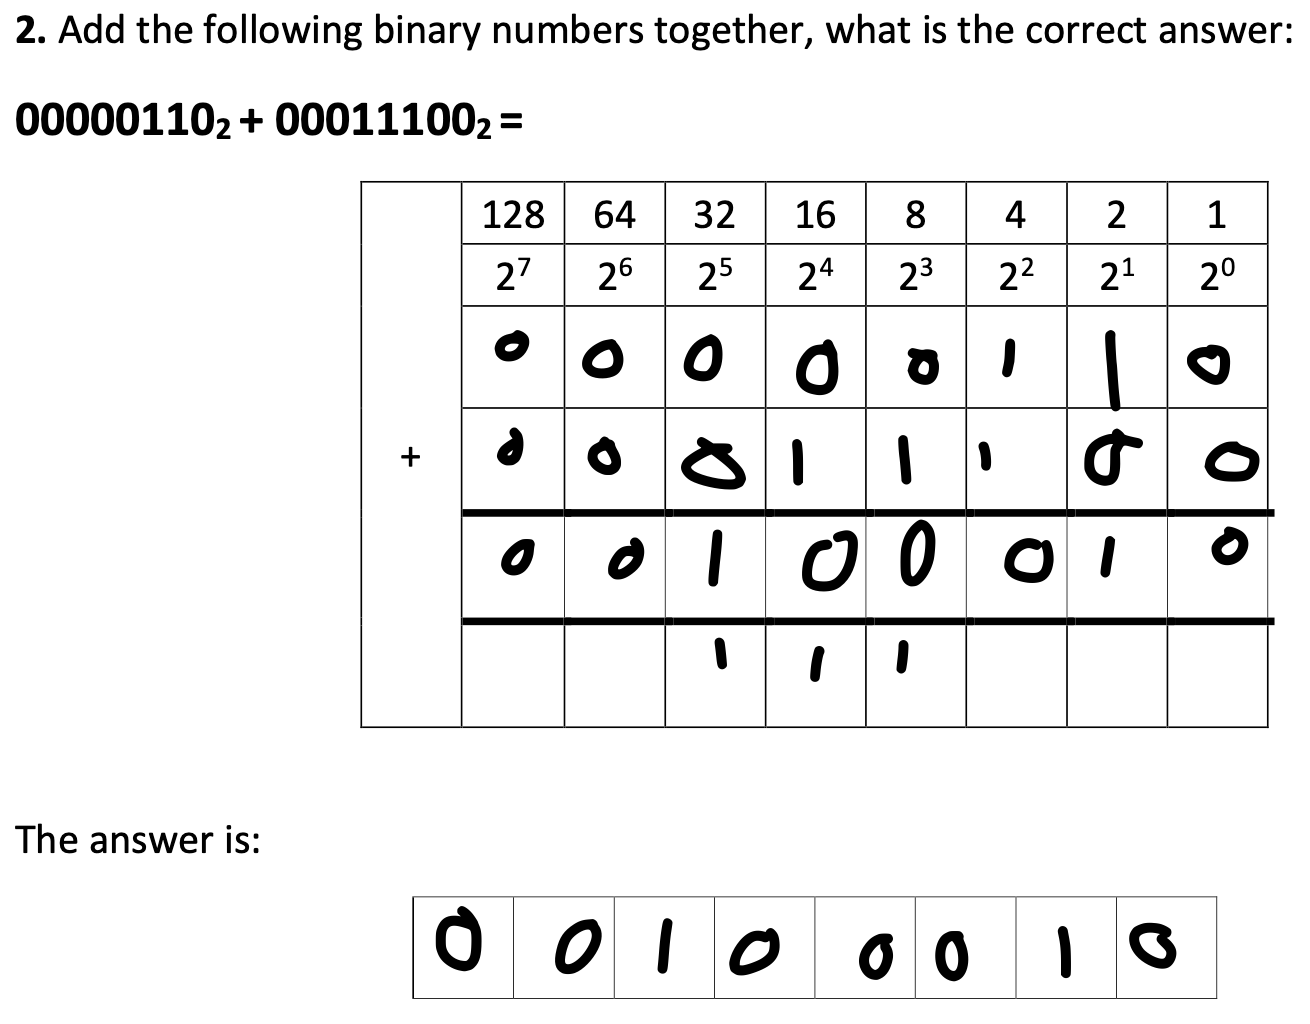 2. Add the following binary numbers together, what is the correct answer:
00000110₂ + 00011100₂ =
128 64 32 16 8 4 2 1
2⁷ 2⁶ 2⁵ 2⁴ 2³ 2² 2¹ 2⁰
0 0 0 0 0 1 1 0
+ 0 0 0 1 1 1 0 0
0 0 1 0 0 0 1 0
1 1 1
The answer is:
0 0 1 0 0 0 1 0